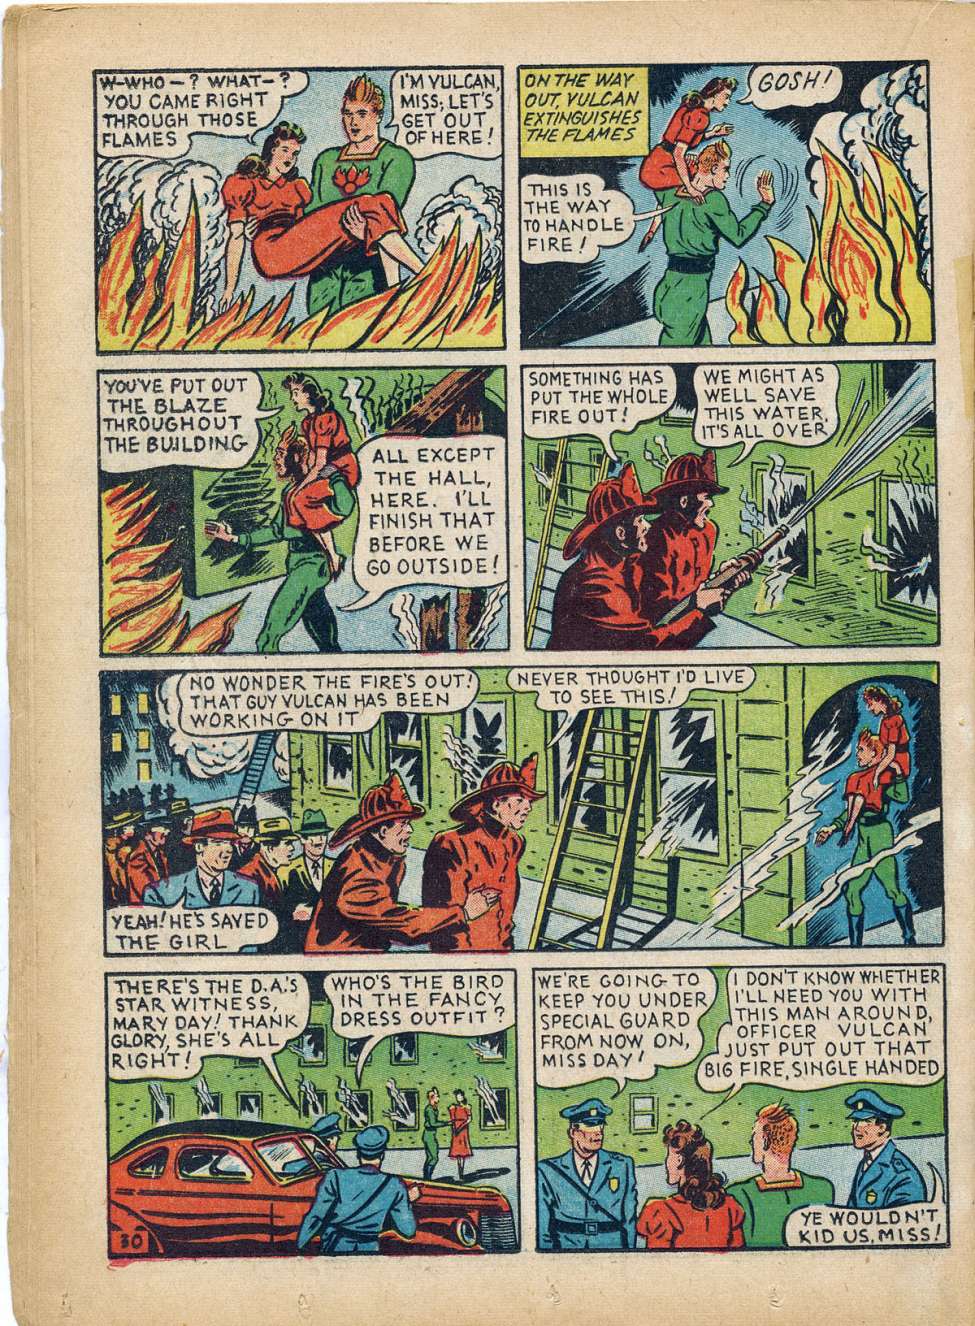 W-WHO-? WHAT-?
YOU CAME RIGHT
THROUGH THOSE
FLAMES
I'M VULCAN,
MISS; LET'S
GET OUT
OF HERE!
ON THE WAY
OUT, VULCAN
EXTINGUISHES
THE FLAMES
GOSH!
THIS IS
THE WAY
TO HANDLE
FIRE!
YOU'VE PUT OUT
THE BLAZE
THROUGHOUT
THE BUILDING
ALL EXCEPT
THE HALL,
HERE. I'LL
FINISH THAT
BEFORE WE
GO OUTSIDE!
SOMETHING HAS
PUT THE WHOLE
FIRE OUT!
WE MIGHT AS
WELL SAVE
THIS WATER,
IT'S ALL OVER
NO WONDER THE FIRE'S OUT!
THAT GUY VULCAN HAS BEEN
WORKING ON IT
NEVER THOUGHT I'D LIVE
TO SEE THIS!
YEAH! HE'S SAVED
THE GIRL
THERE'S THE D.A.'S
STAR WITNESS,
MARY DAY! THANK
GLORY, SHE'S ALL
RIGHT!
WHO'S THE BIRD
IN THE FANCY
DRESS OUTFIT?
30
WE'RE GOING TO
KEEP YOU UNDER
SPECIAL GUARD
FROM NOW ON,
MISS DAY!
I DON'T KNOW WHETHER
I'LL NEED YOU WITH
THIS MAN AROUND,
OFFICER VULCAN'
JUST PUT OUT THAT
BIG FIRE, SINGLE HANDED
YE WOULDN'T
KID US, MISS!